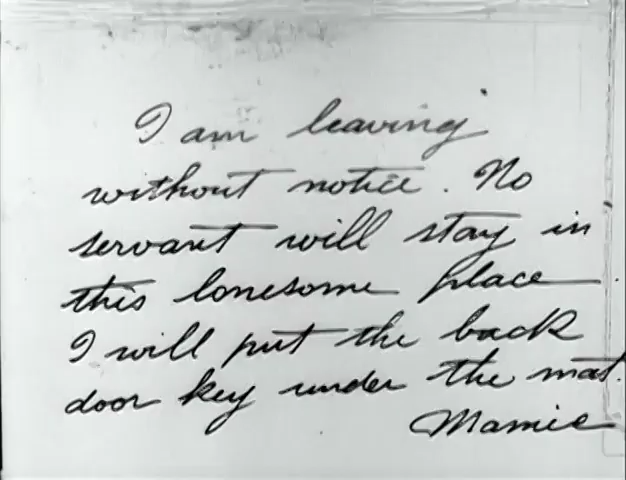 I am leaving
without notice. No
servant will stay in
this lonesome place
I will put the back
door key under the mat.
Mamie